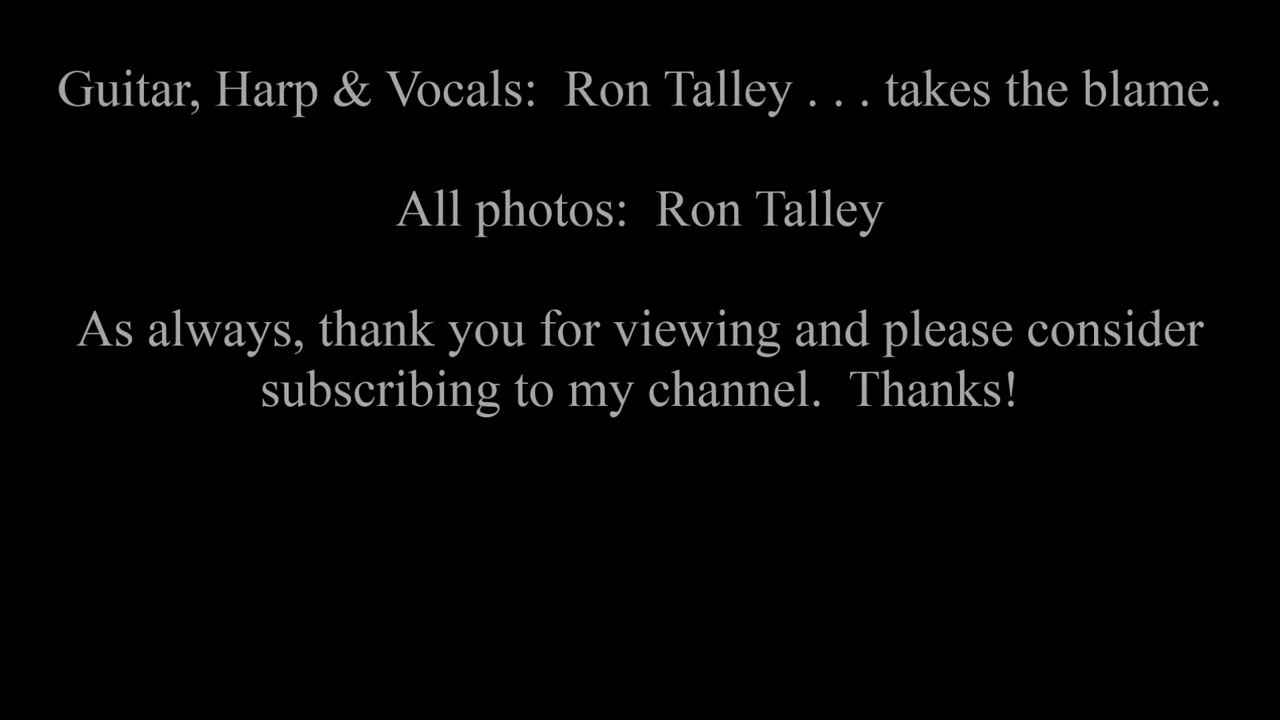 Guitar, Harp & Vocals:  Ron Talley . . . takes the blame.
All photos:  Ron Talley
As always, thank you for viewing and please consider
subscribing to my channel.  Thanks!